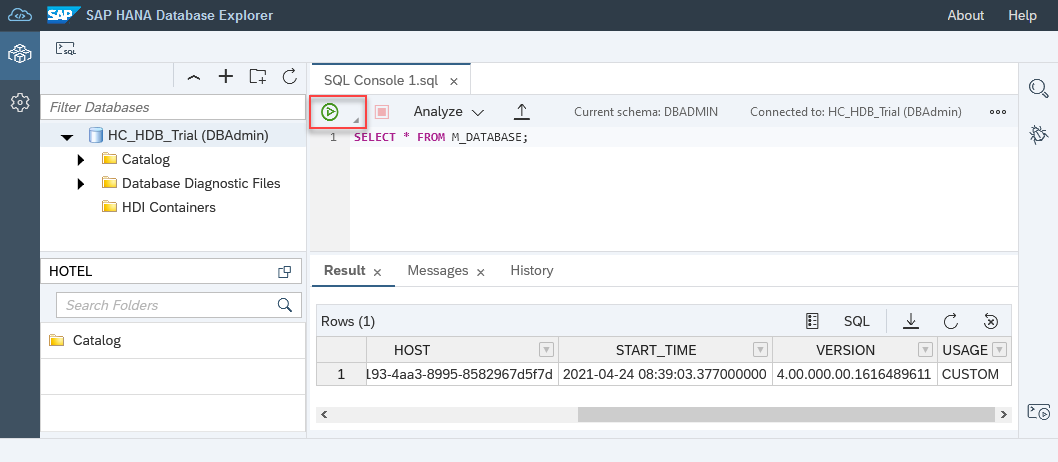 SAP SAP HANA Database Explorer About Help
SQL
SQL Console 1.sql
Filter Databases
Analyze Current schema: DBADMIN Connected to: HC_HDB_Trial (DBAdmin)
1 SELECT * FROM M_DATABASE;
HC_HDB_Trial (DBAdmin)
Catalog
Database Diagnostic Files
HDI Containers
HOTEL
Search Folders
Catalog
Result Messages History
Rows (1) SQL
HOST START_TIME VERSION USAGE
1 193-4aa3-8995-8582967d5f7d 2021-04-24 08:39:03.377000000 4.00.000.00.1616489611 CUSTOM